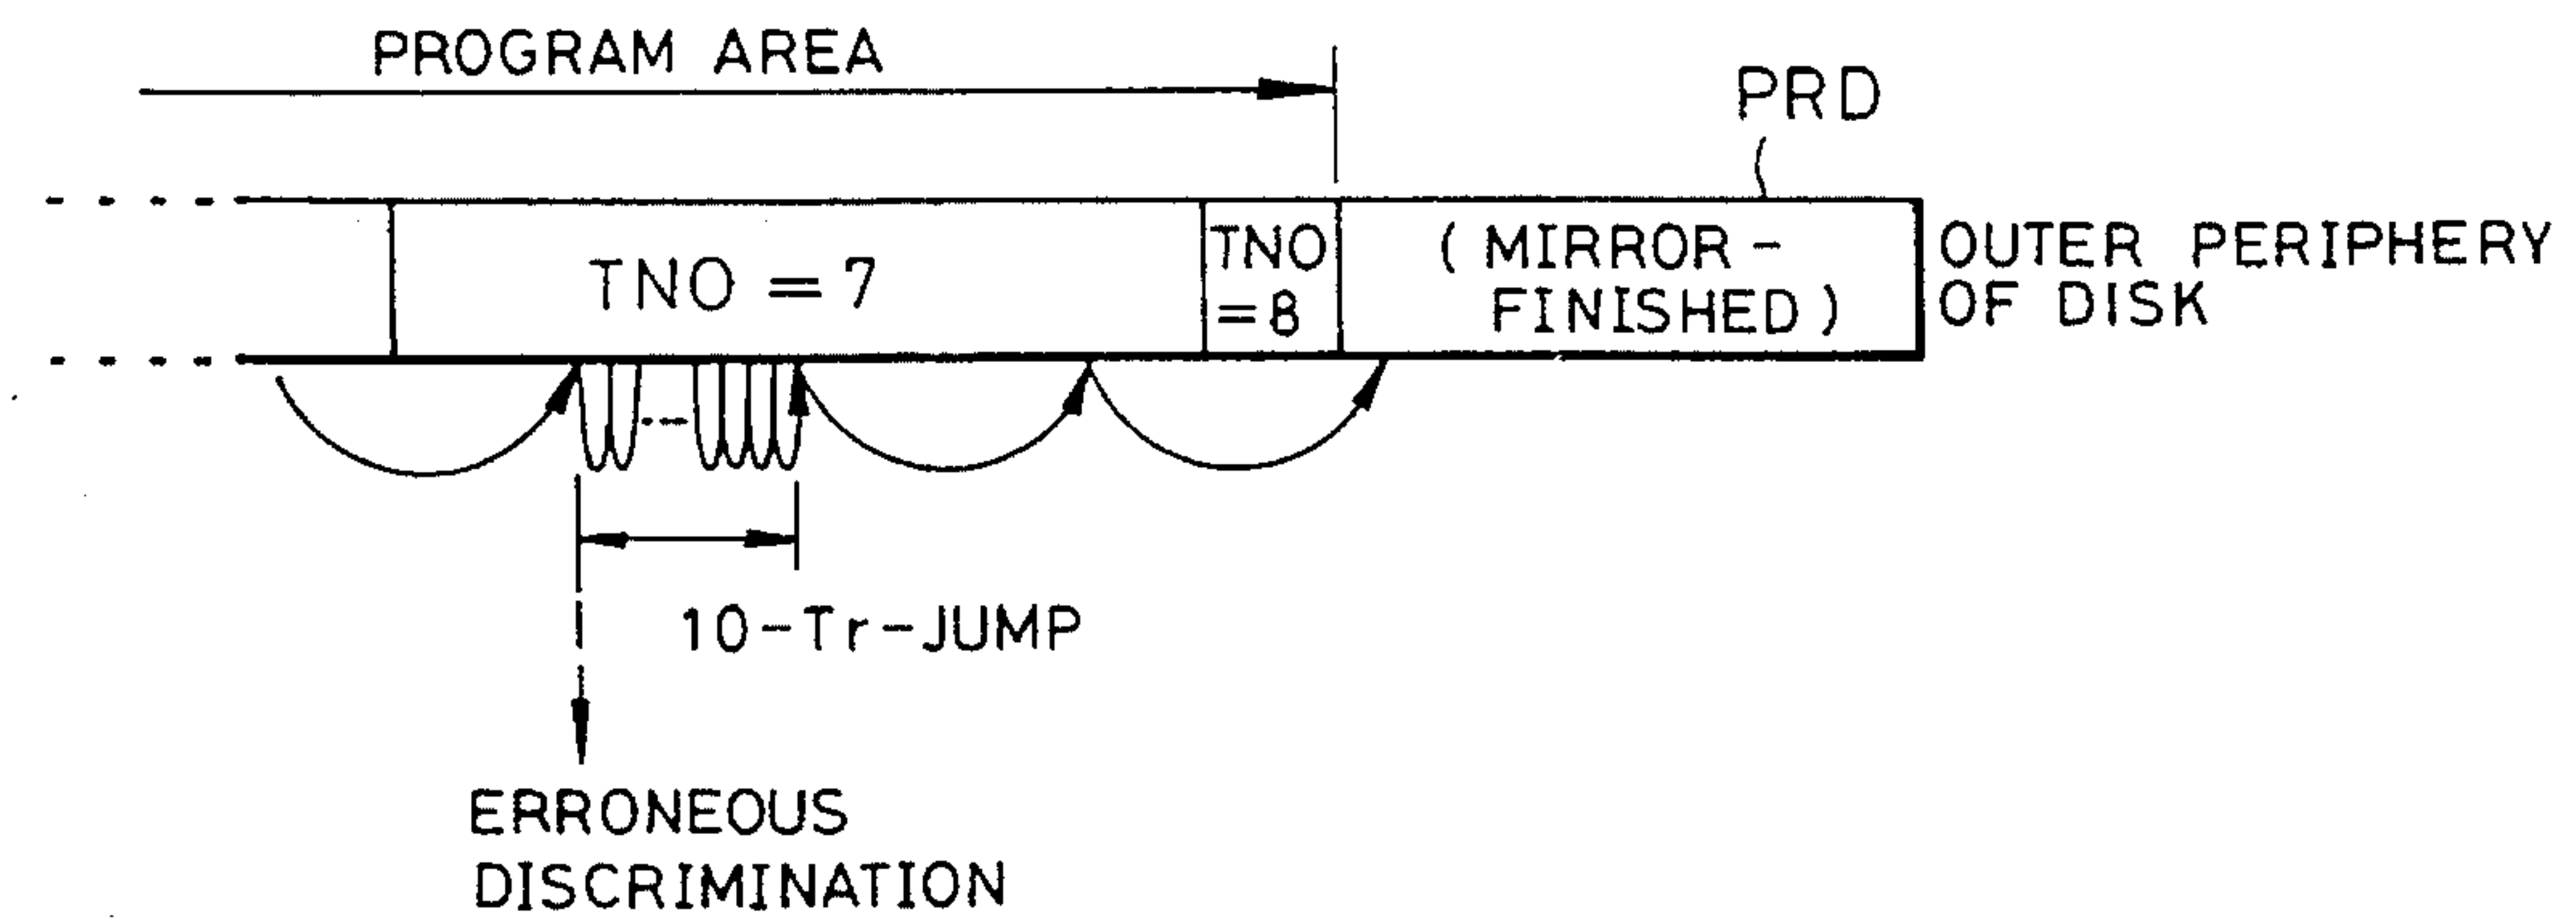 PROGRAM AREA
PRD
TNO = 7
TNO
=8
( MIRROR-
FINISHED )
OUTER PERIPHERY
OF DISK
10-Tr-JUMP
ERRONEOUS
DISCRIMINATION